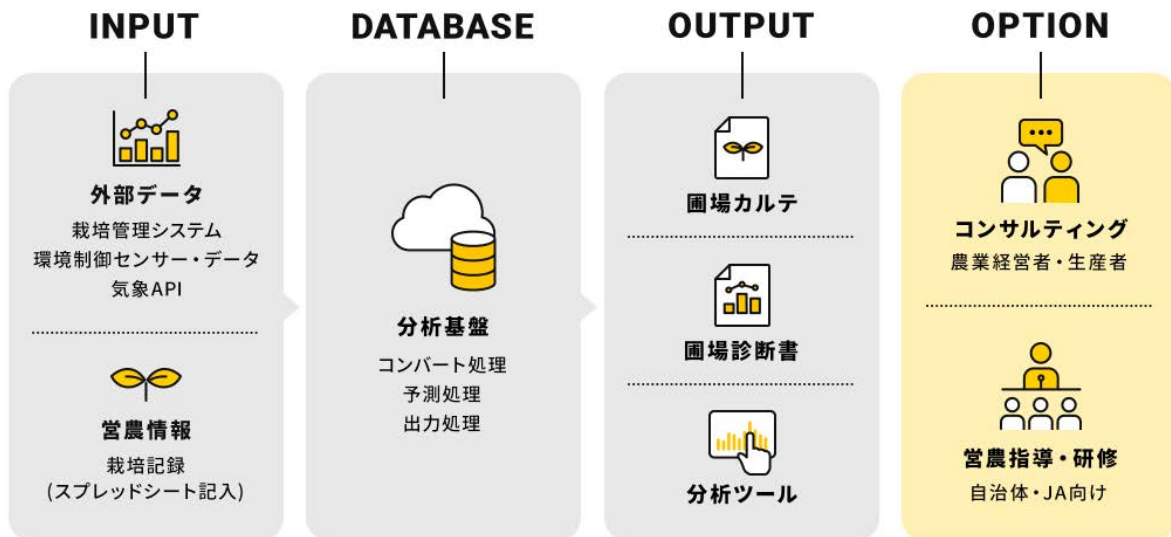 INPUT
外部データ
栽培管理システム
環境制御センサー・データ
気象API
営農情報
栽培記録
(スプレッドシート記入)
DATABASE
分析基盤
コンバート処理
予測処理
出力処理
OUTPUT
圃場カルテ
圃場診断書
分析ツール
OPTION
コンサルティング
農業経営者・生産者
営農指導・研修
自治体・JA向け